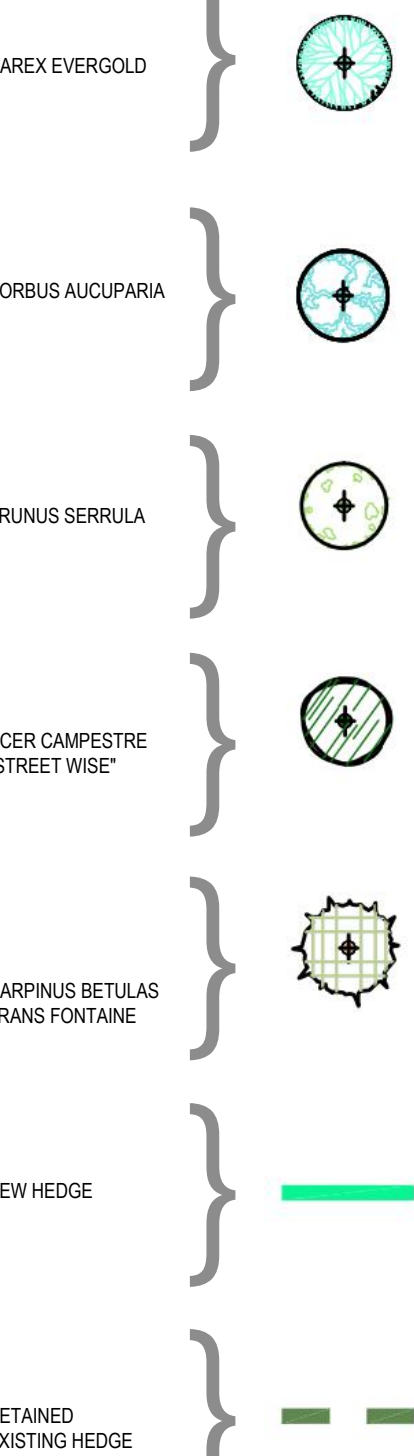 AREX EVERGOLD
ORBUS AUCUPARIA
RUNUS SERRULA
CER CAMPESTRE
STREET WISE"
ARPINUS BETULAS
RANS FONTAINE
EW HEDGE
ETAINED
XISTING HEDGE